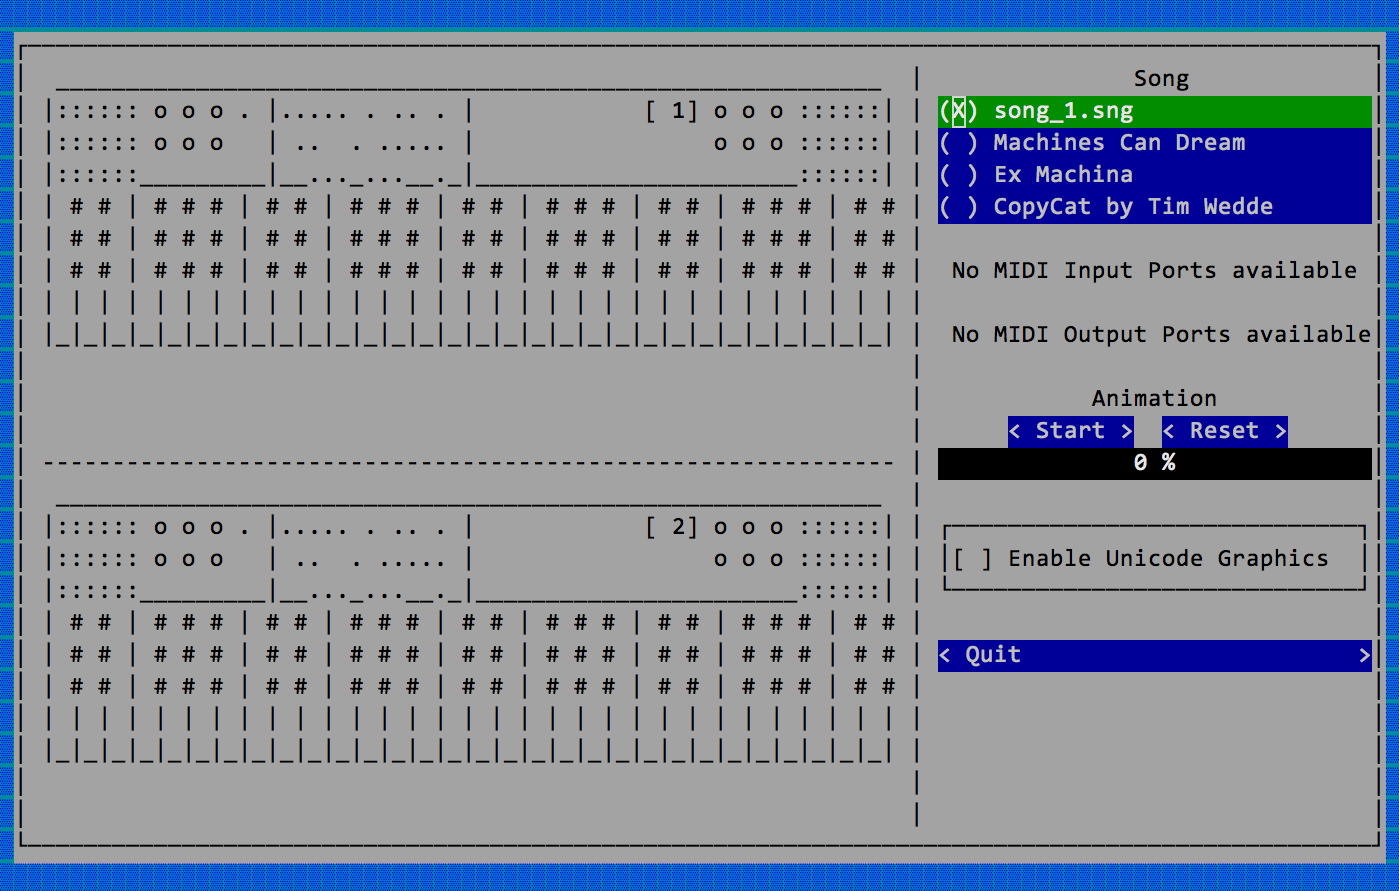 Song
(X) song_1.sng
( ) Machines Can Dream
( ) Ex Machina
( ) CopyCat by Tim Wedde
No MIDI Input Ports available
No MIDI Output Ports available
Animation
< Start > < Reset >
0 %
[ ] Enable Unicode Graphics
< Quit >
[ 1]
[ 2]